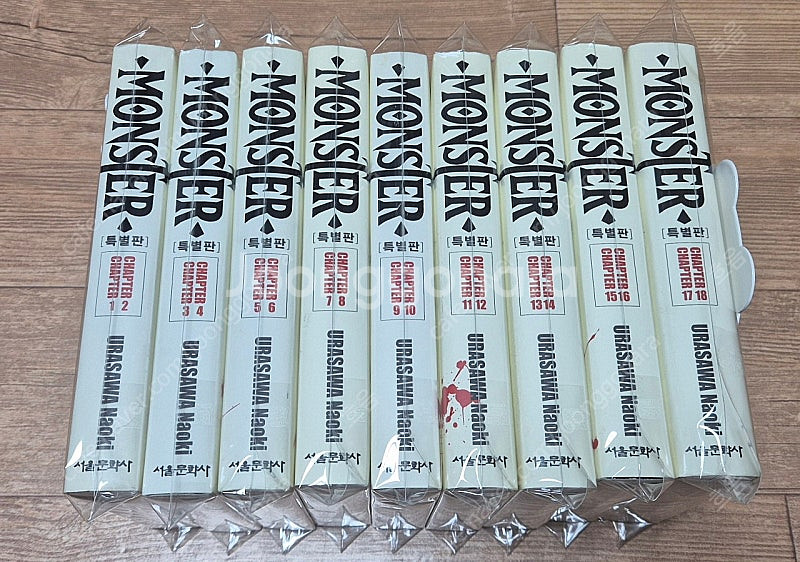 MONSTER
[특별판]
CHAPTER 1
CHAPTER 2
URASAWA Naoki
서울문화사
MONSTER
[특별판]
CHAPTER 3
CHAPTER 4
URASAWA Naoki
서울문화사
MONSTER
[특별판]
CHAPTER 5
CHAPTER 6
URASAWA Naoki
서울문화사
MONSTER
[특별판]
CHAPTER 7
CHAPTER 8
URASAWA Naoki
서울문화사
MONSTER
[특별판]
CHAPTER 9
CHAPTER 10
URASAWA Naoki
서울문화사
MONSTER
[특별판]
CHAPTER 11
CHAPTER 12
URASAWA Naoki
서울문화사
MONSTER
[특별판]
CHAPTER 13
CHAPTER 14
URASAWA Naoki
서울문화사
MONSTER
[특별판]
CHAPTER 15
CHAPTER 16
URASAWA Naoki
서울문화사
MONSTER
[특별판]
CHAPTER 17
CHAPTER 18
URASAWA Naoki
서울문화사
Joonggonara